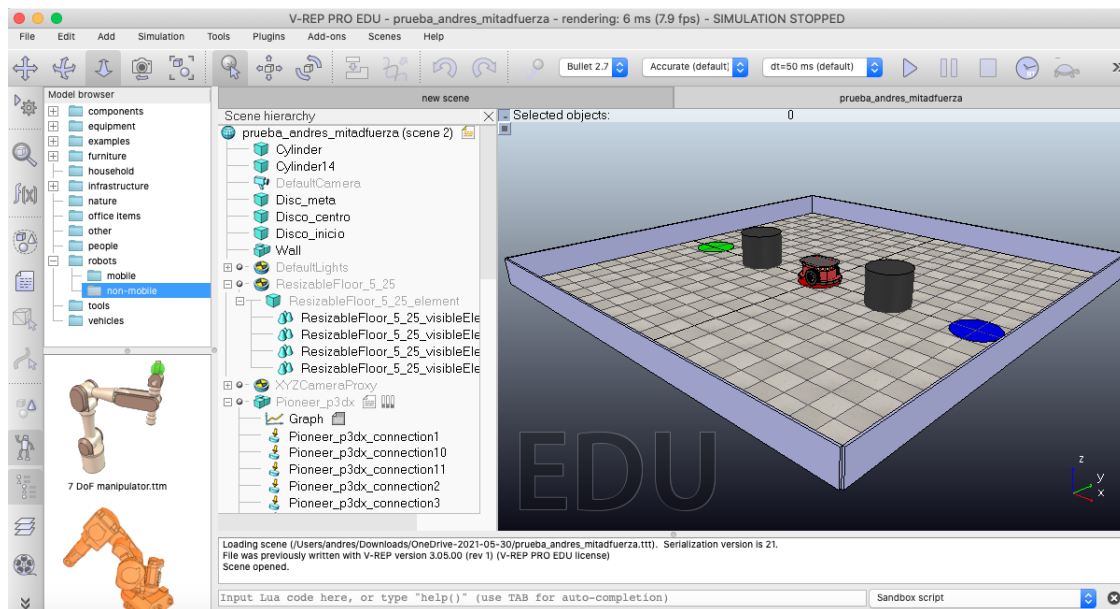 V-REP PRO EDU - prueba_andres_mitadfuerza - rendering: 6 ms (7.9 fps) - SIMULATION STOPPED
File Edit Add Simulation Tools Plugins Add-ons Scenes Help
Bullet 2.7 Accurate (default) dt=50 ms (default)
Model browser
components
equipment
examples
furniture
household
infrastructure
nature
office items
other
people
robots
mobile
non-mobile
tools
vehicles
7 DoF manipulator.ttm
new scene prueba_andres_mitadfuerza
Scene hierarchy
prueba_andres_mitadfuerza (scene 2)
Cylinder
Cylinder14
DefaultCamera
Disc_meta
Disco_centro
Disco_inicio
Wall
DefaultLights
ResizableFloor_5_25
ResizableFloor_5_25_element
ResizableFloor_5_25_visibleEle
ResizableFloor_5_25_visibleEle
ResizableFloor_5_25_visibleEle
ResizableFloor_5_25_visibleEle
XYZCameraProxy
Pioneer_p3dx
Graph
Pioneer_p3dx_connection1
Pioneer_p3dx_connection10
Pioneer_p3dx_connection11
Pioneer_p3dx_connection2
Pioneer_p3dx_connection3
Selected objects: 0
EDU
z
y
x
Loading scene (/Users/andres/Downloads/OneDrive-2021-05-30/prueba_andres_mitadfuerza.ttt). Serialization version is 21.
File was previously written with V-REP version 3.05.00 (rev 1) (V-REP PRO EDU license)
Scene opened.
Input Lua code here, or type "help()" (use TAB for auto-completion) Sandbox script